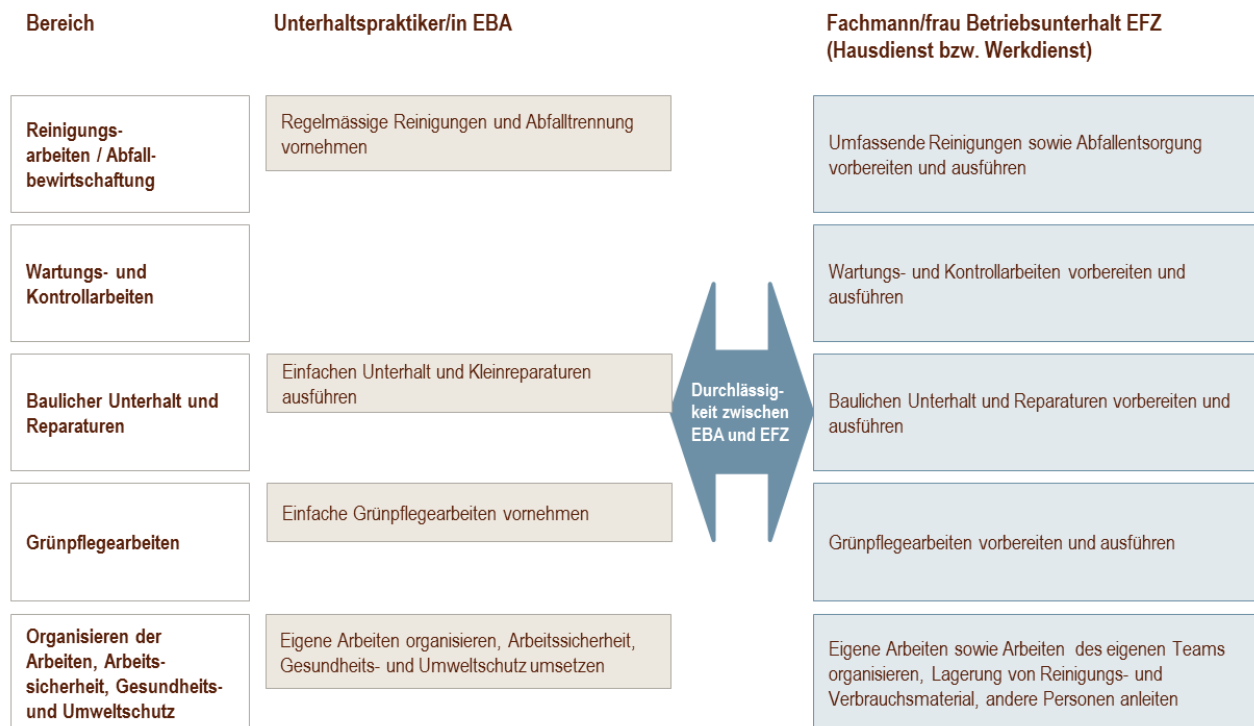 Bereich
Unterhaltspraktiker/in EBA
Fachmann/frau Betriebsunterhalt EFZ
(Hausdienst bzw. Werkdienst)
Reinigungs-
arbeiten / Abfall-
bewirtschaftung
Regelmässige Reinigungen und Abfalltrennung
vornehmen
Umfassende Reinigungen sowie Abfallentsorgung
vorbereiten und ausführen
Wartungs- und
Kontrollarbeiten
Wartungs- und Kontrollarbeiten vorbereiten und
ausführen
Baulicher Unterhalt und
Reparaturen
Einfachen Unterhalt und Kleinreparaturen
ausführen
Durchlässig-
keit zwischen
EBA und EFZ
Baulichen Unterhalt und Reparaturen vorbereiten und
ausführen
Grünpflegearbeiten
Einfache Grünpflegearbeiten vornehmen
Grünpflegearbeiten vorbereiten und ausführen
Organisieren der
Arbeiten, Arbeits-
sicherheit, Gesundheits-
und Umweltschutz
Eigene Arbeiten organisieren, Arbeitssicherheit,
Gesundheits- und Umweltschutz umsetzen
Eigene Arbeiten sowie Arbeiten des eigenen Teams
organisieren, Lagerung von Reinigungs- und
Verbrauchsmaterial, andere Personen anleiten